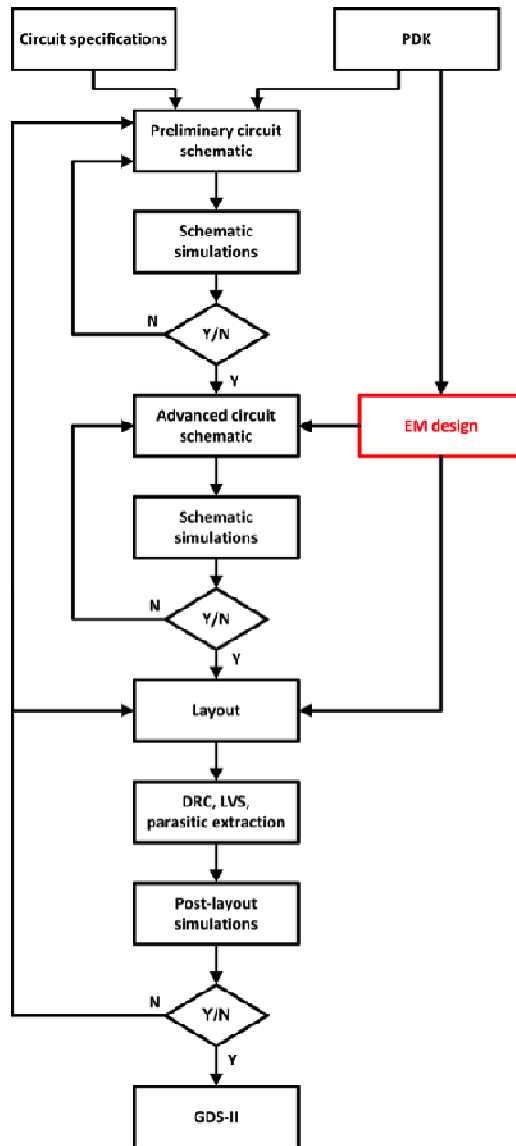 Circuit specifications
PDK
Preliminary circuit
schematic
Schematic
simulations
N
Y/N
Y
Advanced circuit
schematic
EM design
Schematic
simulations
N
Y/N
Y
Layout
DRC, LVS,
parasitic extraction
Post-layout
simulations
N
Y/N
Y
GDS-II